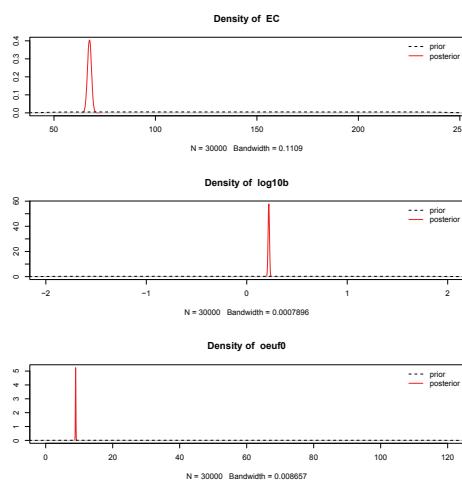 Density of EC
0.4
0.3
0.2
0.1
0.0
prior
posterior
50 100 150 200 250
N = 30000 Bandwidth = 0.1109
Density of log10b
60
40
20
0
prior
posterior
−2 −1 0 1 2
N = 30000 Bandwidth = 0.0007896
Density of oeuf0
5
4
3
2
1
0
prior
posterior
0 20 40 60 80 100 120
N = 30000 Bandwidth = 0.008657